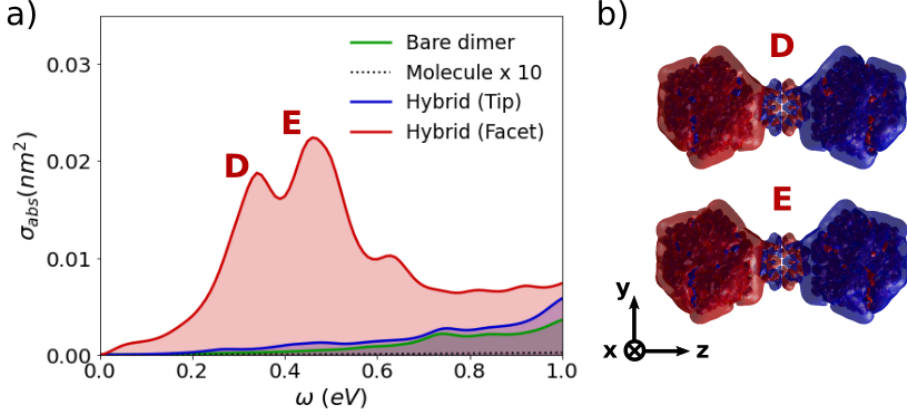 a)
b)
0.03
0.02
0.01
0.00
σabs(nm²)
D
E
Bare dimer
Molecule x 10
Hybrid (Tip)
Hybrid (Facet)
0.0 0.2 0.4 0.6 0.8 1.0
ω (eV)
D
E
y
x
z